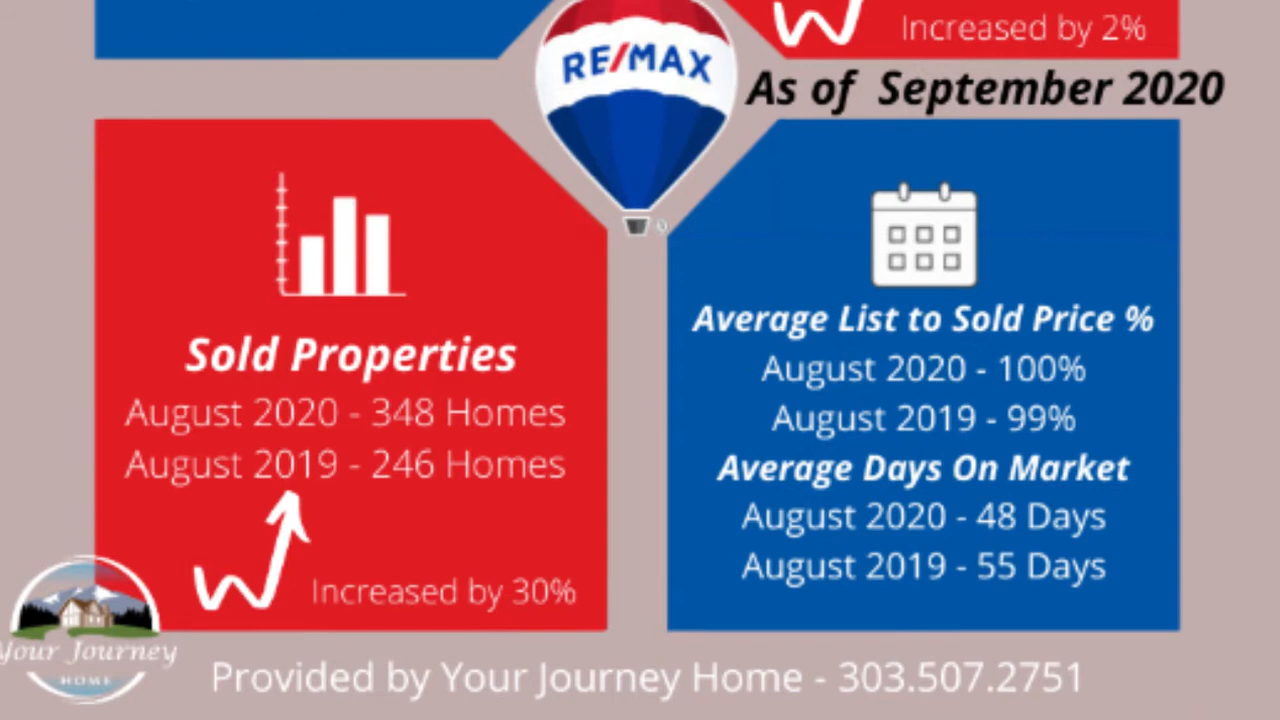 Increased by 2%
RE/MAX
As of September 2020
Sold Properties
August 2020 - 348 Homes
August 2019 - 246 Homes
Increased by 30%
Average List to Sold Price %
August 2020 - 100%
August 2019 - 99%
Average Days On Market
August 2020 - 48 Days
August 2019 - 55 Days
Your Journey
HOME
Provided by Your Journey Home - 303.507.2751